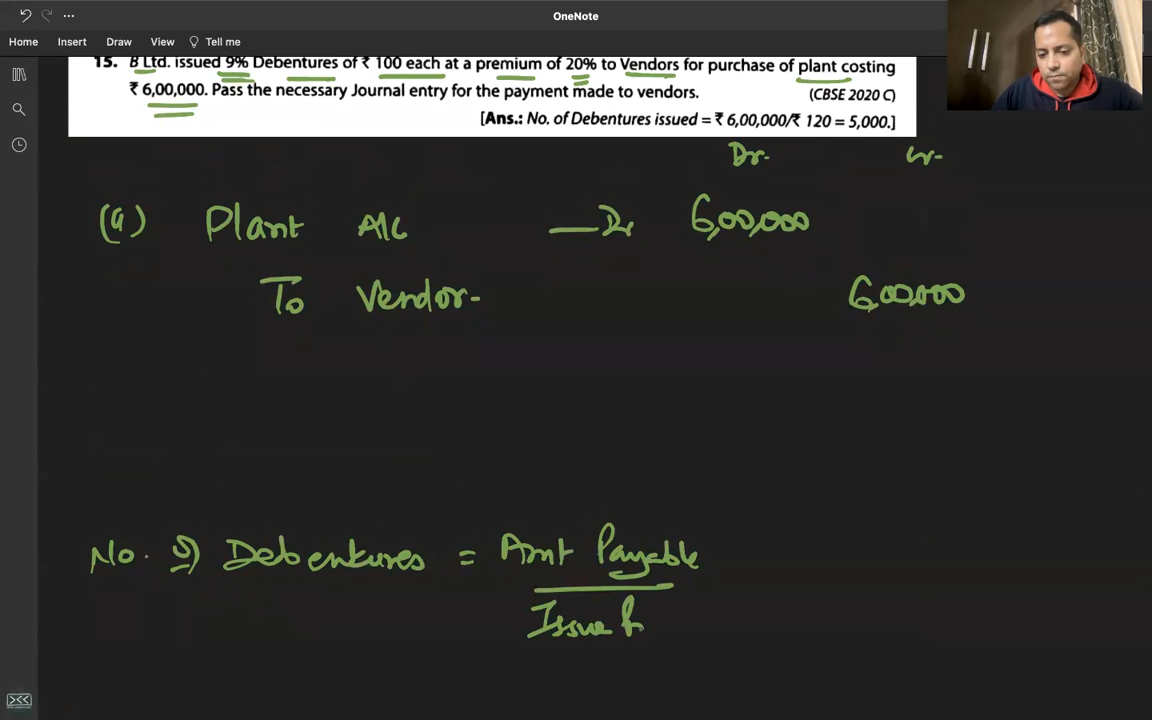 OneNote
Home Insert Draw View Tell me
15. B Ltd. issued 9% Debentures of ₹ 100 each at a premium of 20% to Vendors for purchase of plant costing
₹ 6,00,000. Pass the necessary Journal entry for the payment made to vendors. (CBSE 2020 C)
[Ans.: No. of Debentures issued = ₹ 6,00,000/₹ 120 = 5,000.]
Dr. Cr.
(a) Plant A/c — Dr 6,00,000
To Vendor 6,00,000
No. of Debentures = Amt Payable
Issue